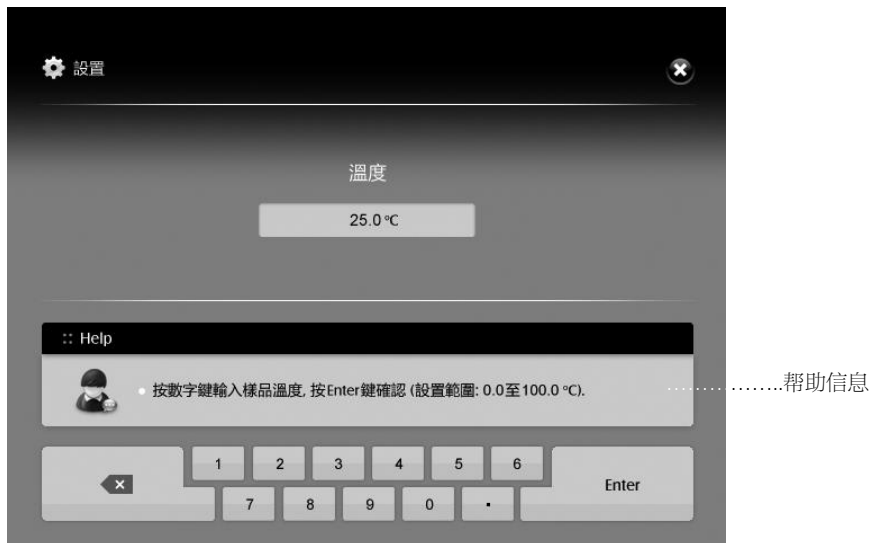 設置
溫度
25.0 ℃
:: Help
按數字鍵輸入樣品溫度, 按Enter鍵確認 (設置範圍: 0.0至100.0 ℃).
……………..帮助信息
1 2 3 4 5 6
Enter
7 8 9 0 .